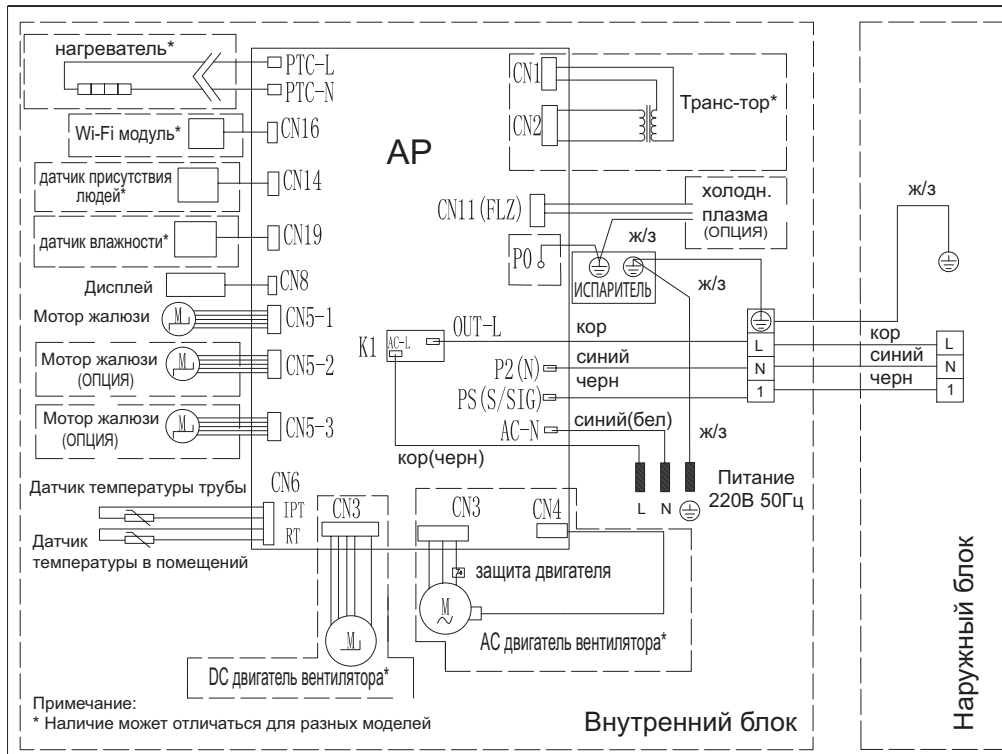 нагреватель*
PTC-L
PTC-N
Wi-Fi модуль*
CN16
датчик присутствия
людей*
CN14
датчик влажности*
CN19
Дисплей
CN8
Мотор жалюзи
M
CN5-1
Мотор жалюзи
(ОПЦИЯ)
M
CN5-2
Мотор жалюзи
(ОПЦИЯ)
M
CN5-3
CN6
Датчик температуры трубы
IPT
RT
Датчик
температуры в помещений
AP
CN1
CN2
Транс-тор*
CN11(FLZ)
холодн.
плазма
(ОПЦИЯ)
P0
ж/з
ИСПАРИТЕЛЬ
ж/з
ж/з
K1
AC-L
OUT-L
кор
P2(N)
синий
PS(S/SIG)
черн
AC-N
синий(бел)
кор(черн)
ж/з
L
N
1
кор
синий
черн
L
N
1
L N
Питание
220В 50Гц
CN3
M
DC двигатель вентилятора*
CN3
CN4
защита двигателя
M
AC двигатель вентилятора*
Примечание:
* Наличие может отличаться для разных моделей
Внутренний блок
Наружный блок